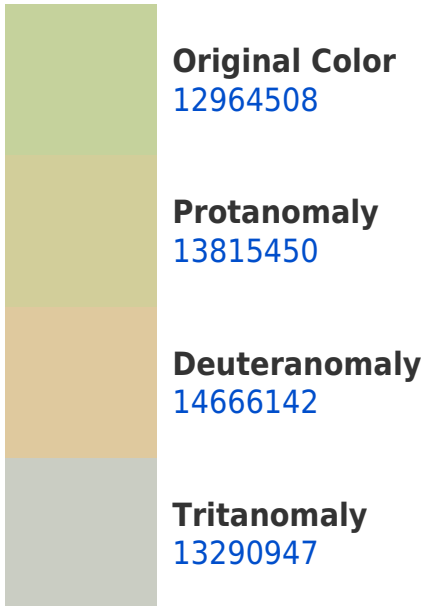 Original Color
12964508
Protanomaly
13815450
Deuteranomaly
14666142
Tritanomaly
13290947